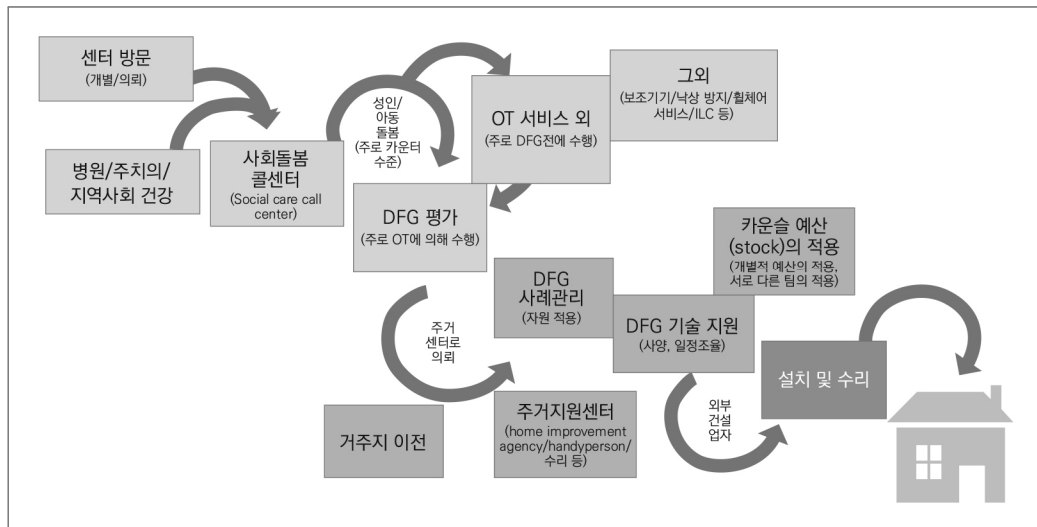 센터 방문
(개별/의뢰)
병원/주치의/
지역사회 건강
사회돌봄
콜센터
(Social care call
center)
성인/
아동
돌봄
(주로 카운터
수준)
OT 서비스 외
(주로 DFG전에 수행)
그외
(보조기기/낙상 방지/휠체어
서비스/ILC 등)
DFG 평가
(주로 OT에 의해 수행)
주거
센터로
의뢰
거주지 이전
DFG
사례관리
(자원 적용)
주거지원센터
(home improvement
agency/handyperson/
수리 등)
DFG 기술 지원
(사양, 일정조율)
카운슬 예산
(stock)의 적용
(개별적 예산의 적용,
서로 다른 팀의 적용)
외부
건설
업자
설치 및 수리